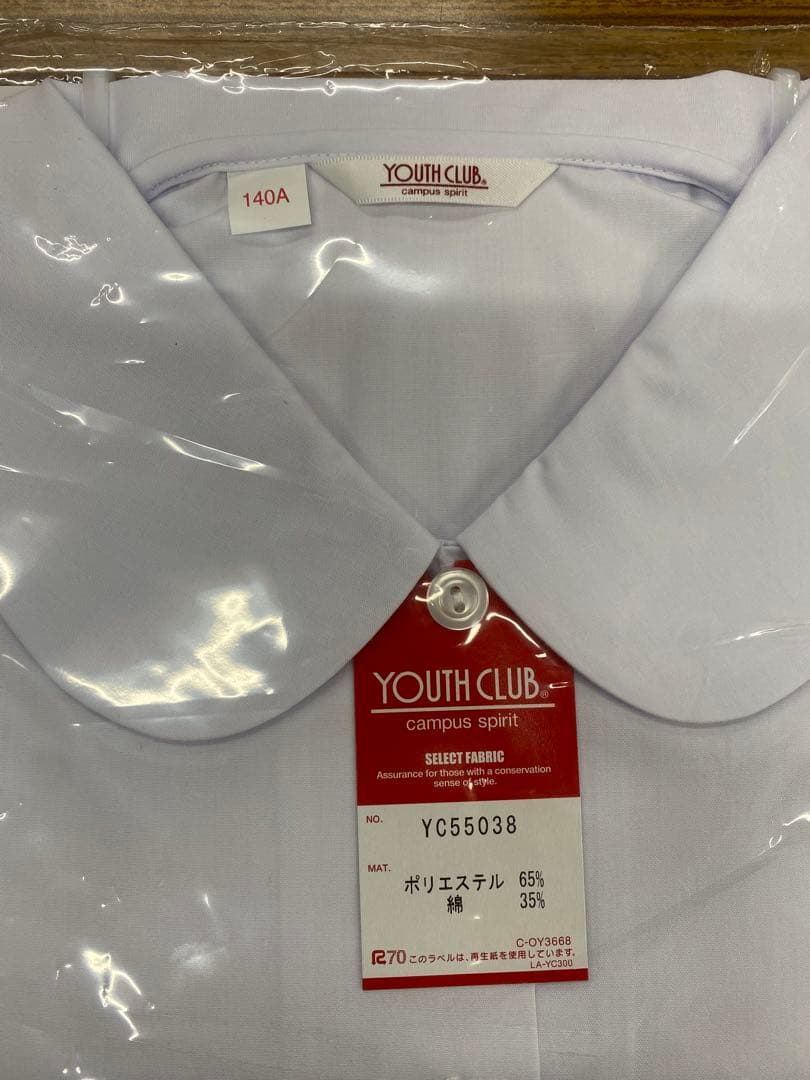 140A
YOUTH CLUB®
campus spirit
YOUTH CLUB®
campus spirit
SELECT FABRIC
Assurance for those with a conservation
sense of style.
NO. YC55038
MAT.
ポリエステル 65%
綿 35%
C-OY3668
R70 このラベルは、再生紙を使用しています。
LA-YC300